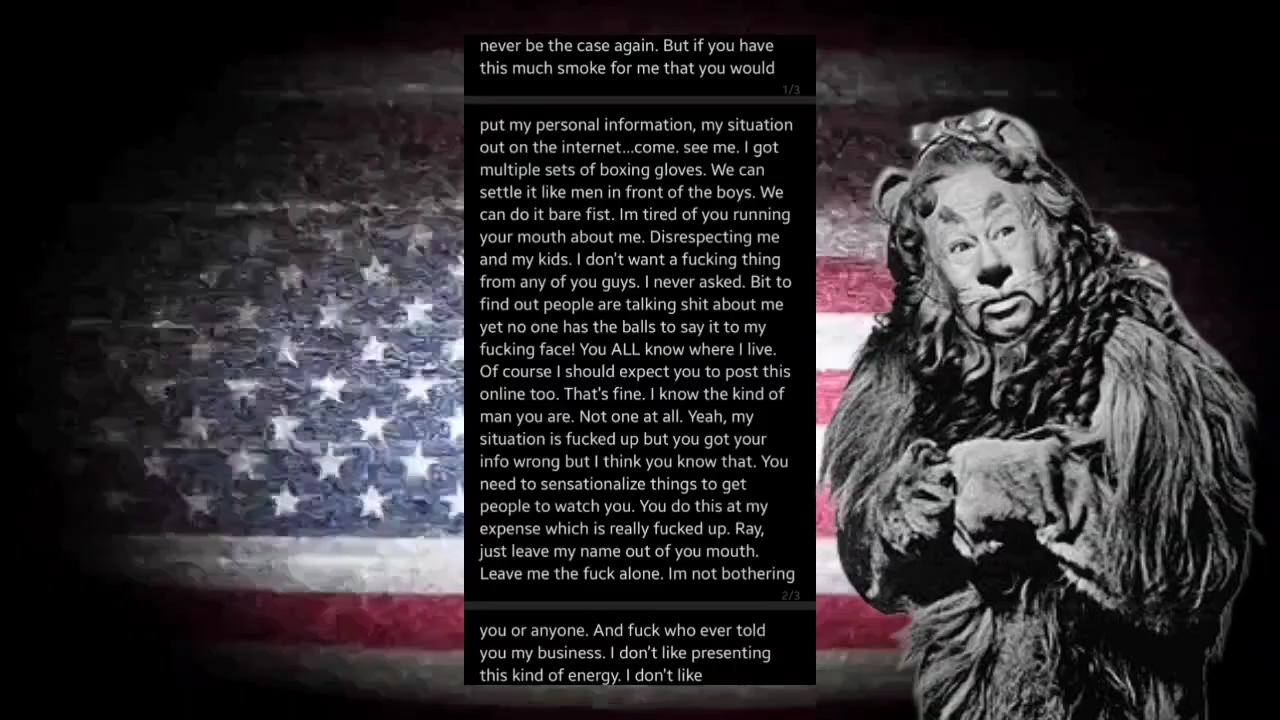 never be the case again. But if you have
this much smoke for me that you would
1/3
put my personal information, my situation
out on the internet...come. see me. I got
multiple sets of boxing gloves. We can
settle it like men in front of the boys. We
can do it bare fist. Im tired of you running
your mouth about me. Disrespecting me
and my kids. I don't want a fucking thing
from any of you guys. I never asked. Bit to
find out people are talking shit about me
yet no one has the balls to say it to my
fucking face! You ALL know where I live.
Of course I should expect you to post this
online too. That's fine. I know the kind of
man you are. Not one at all. Yeah, my
situation is fucked up but you got your
info wrong but I think you know that. You
need to sensationalize things to get
people to watch you. You do this at my
expense which is really fucked up. Ray,
just leave my name out of you mouth.
Leave me the fuck alone. Im not bothering
2/3
you or anyone. And fuck who ever told
you my business. I don't like presenting
this kind of energy. I don't like